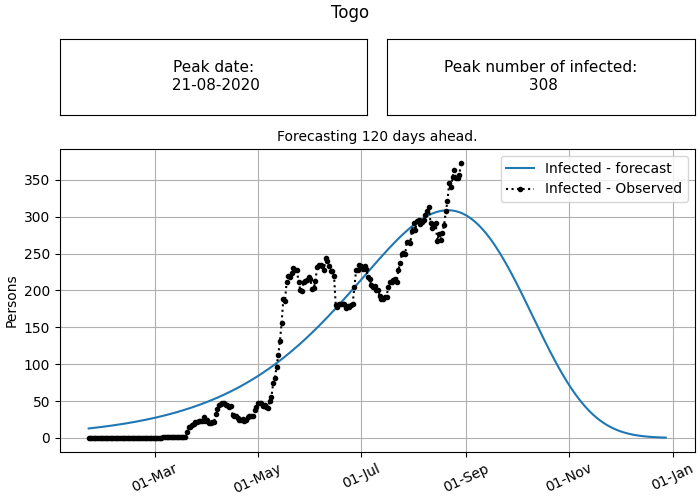 Togo
Peak date:
21-08-2020
Peak number of infected:
308
Forecasting 120 days ahead.
Infected - forecast
Infected - Observed
Persons
350
300
250
200
150
100
50
0
01-Mar
01-May
01-Jul
01-Sep
01-Nov
01-Jan